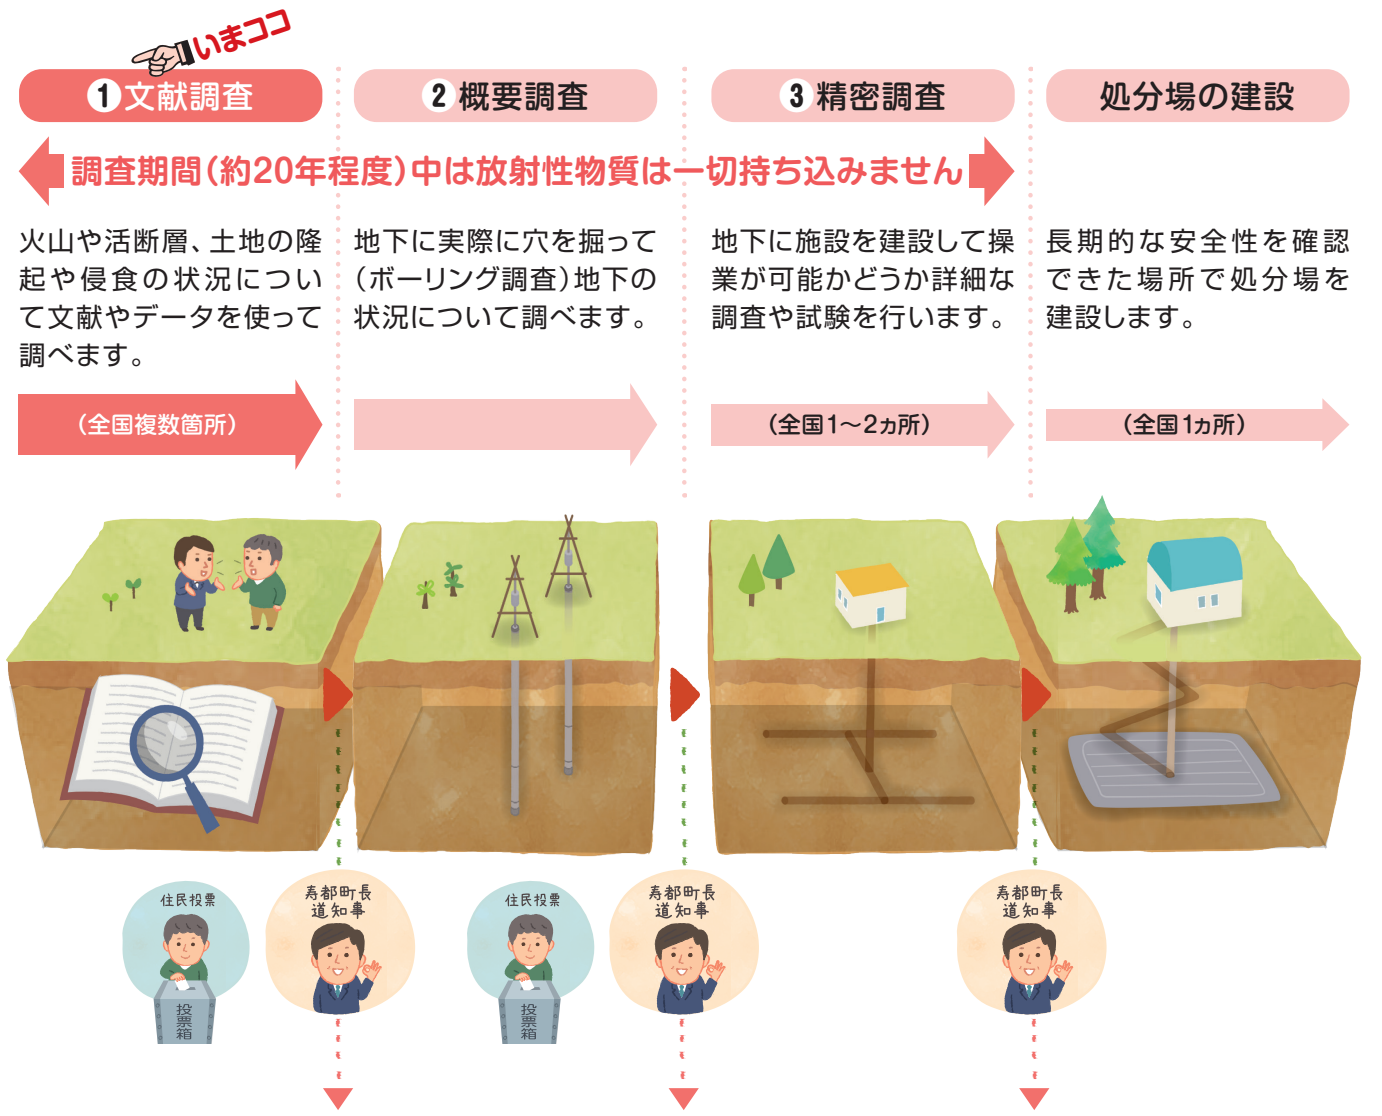 いまココ
1 文献調査
2 概要調査
3 精密調査
処分場の建設
調査期間（約20年程度）中は放射性物質は一切持ち込みません
火山や活断層、土地の隆
起や侵食の状況につい
て文献やデータを使って
調べます。
地下に実際に穴を掘って
（ボーリング調査）地下の
状況について調べます。
地下に施設を建設して操
業が可能かどうか詳細な
調査や試験を行います。
長期的な安全性を確認
できた場所で処分場を
建設します。
（全国複数箇所）
（全国1～2ヵ所）
（全国1ヵ所）
住民投票
投票箱
寿都町長
道知事
住民投票
投票箱
寿都町長
道知事
寿都町長
道知事